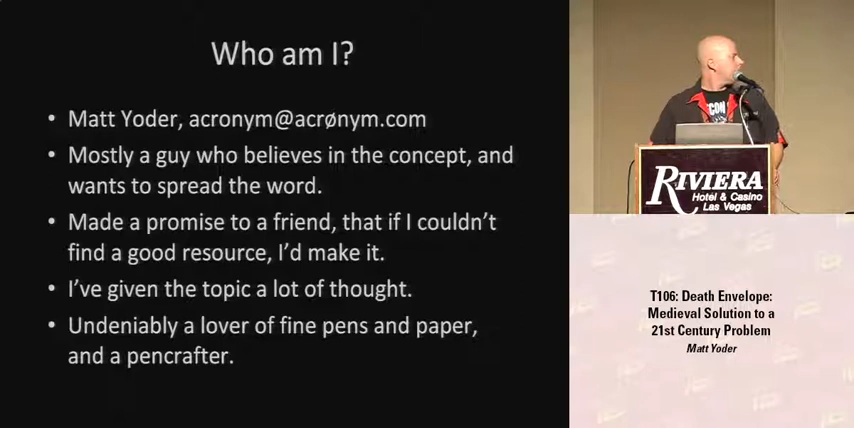 Who am I?
• Matt Yoder, acronym@acrønym.com
• Mostly a guy who believes in the concept, and
wants to spread the word.
• Made a promise to a friend, that if I couldn't
find a good resource, I'd make it.
• I've given the topic a lot of thought.
• Undeniably a lover of fine pens and paper,
and a pencrafter.
RIVIERA
Hotel & Casino
Las Vegas
T106: Death Envelope:
Medieval Solution to a
21st Century Problem
Matt Yoder